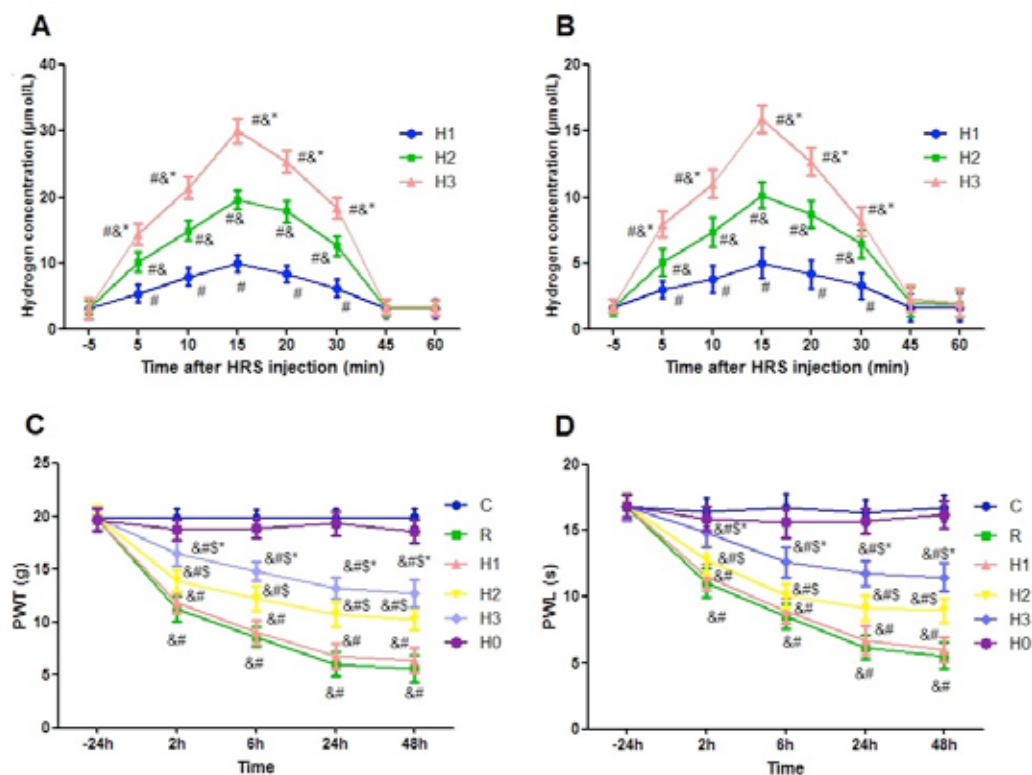 A
Hydrogen concentration (μmol/L)
40
30
20
10
0
#&*
#&*
#&*
#&*
#&*
#&
#&
#&
#&
#&
#
#
#
#
#
H1
H2
H3
-5 5 10 15 20 30 45 60
Time after HRS injection (min)
B
Hydrogen concentration (μmol/L)
20
15
10
5
0
#&*
#&*
#&*
#&*
#&*
#&
#&
#&
#&
#&
#
#
#
#
#
H1
H2
H3
-5 5 10 15 20 30 45 60
Time after HRS injection (min)
C
PWT (g)
25
20
15
10
5
0
&#$* &#$* &#$* &#$*
&#$ &#$ &#$ &#$
&# &# &# &#
&# &# &# &#
C
R
H1
H2
H3
H0
-24h 2h 6h 24h 48h
Time
D
PWL (s)
20
15
10
5
0
&#$* &#$* &#$* &#$*
&#$ &#$ &#$ &#$
&# &# &# &#
&# &# &# &#
C
R
H1
H2
H3
H0
-24h 2h 6h 24h 48h
Time